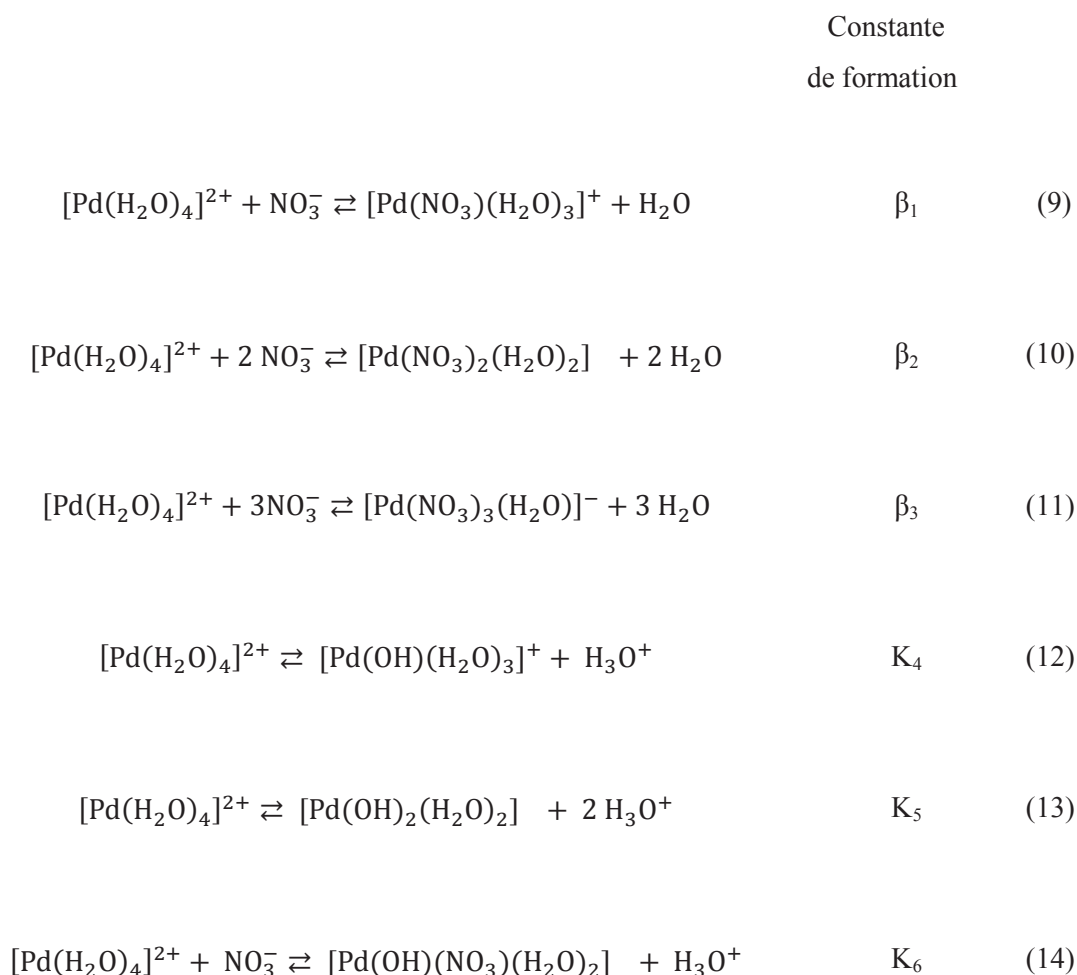 Constante
de formation
[Pd(H₂O)₄]²⁺ + NO₃⁻ ⇄ [Pd(NO₃)(H₂O)₃]⁺ + H₂O β₁ (9)
[Pd(H₂O)₄]²⁺ + 2 NO₃⁻ ⇄ [Pd(NO₃)₂(H₂O)₂] + 2 H₂O β₂ (10)
[Pd(H₂O)₄]²⁺ + 3NO₃⁻ ⇄ [Pd(NO₃)₃(H₂O)]⁻ + 3 H₂O β₃ (11)
[Pd(H₂O)₄]²⁺ ⇄ [Pd(OH)(H₂O)₃]⁺ + H₃O⁺ K₄ (12)
[Pd(H₂O)₄]²⁺ ⇄ [Pd(OH)₂(H₂O)₂] + 2 H₃O⁺ K₅ (13)
[Pd(H₂O)₄]²⁺ + NO₃⁻ ⇄ [Pd(OH)(NO₃)(H₂O)₂] + H₃O⁺ K₆ (14)